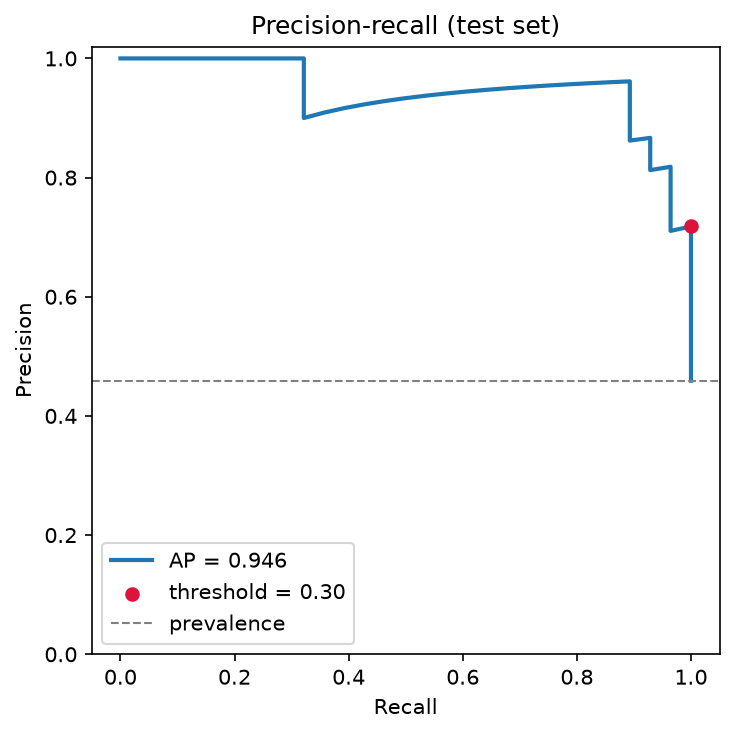 Precision-recall (test set)
1.0
0.8
0.6
0.4
0.2
0.0
Precision
AP = 0.946
threshold = 0.30
prevalence
0.0 0.2 0.4 0.6 0.8 1.0
Recall